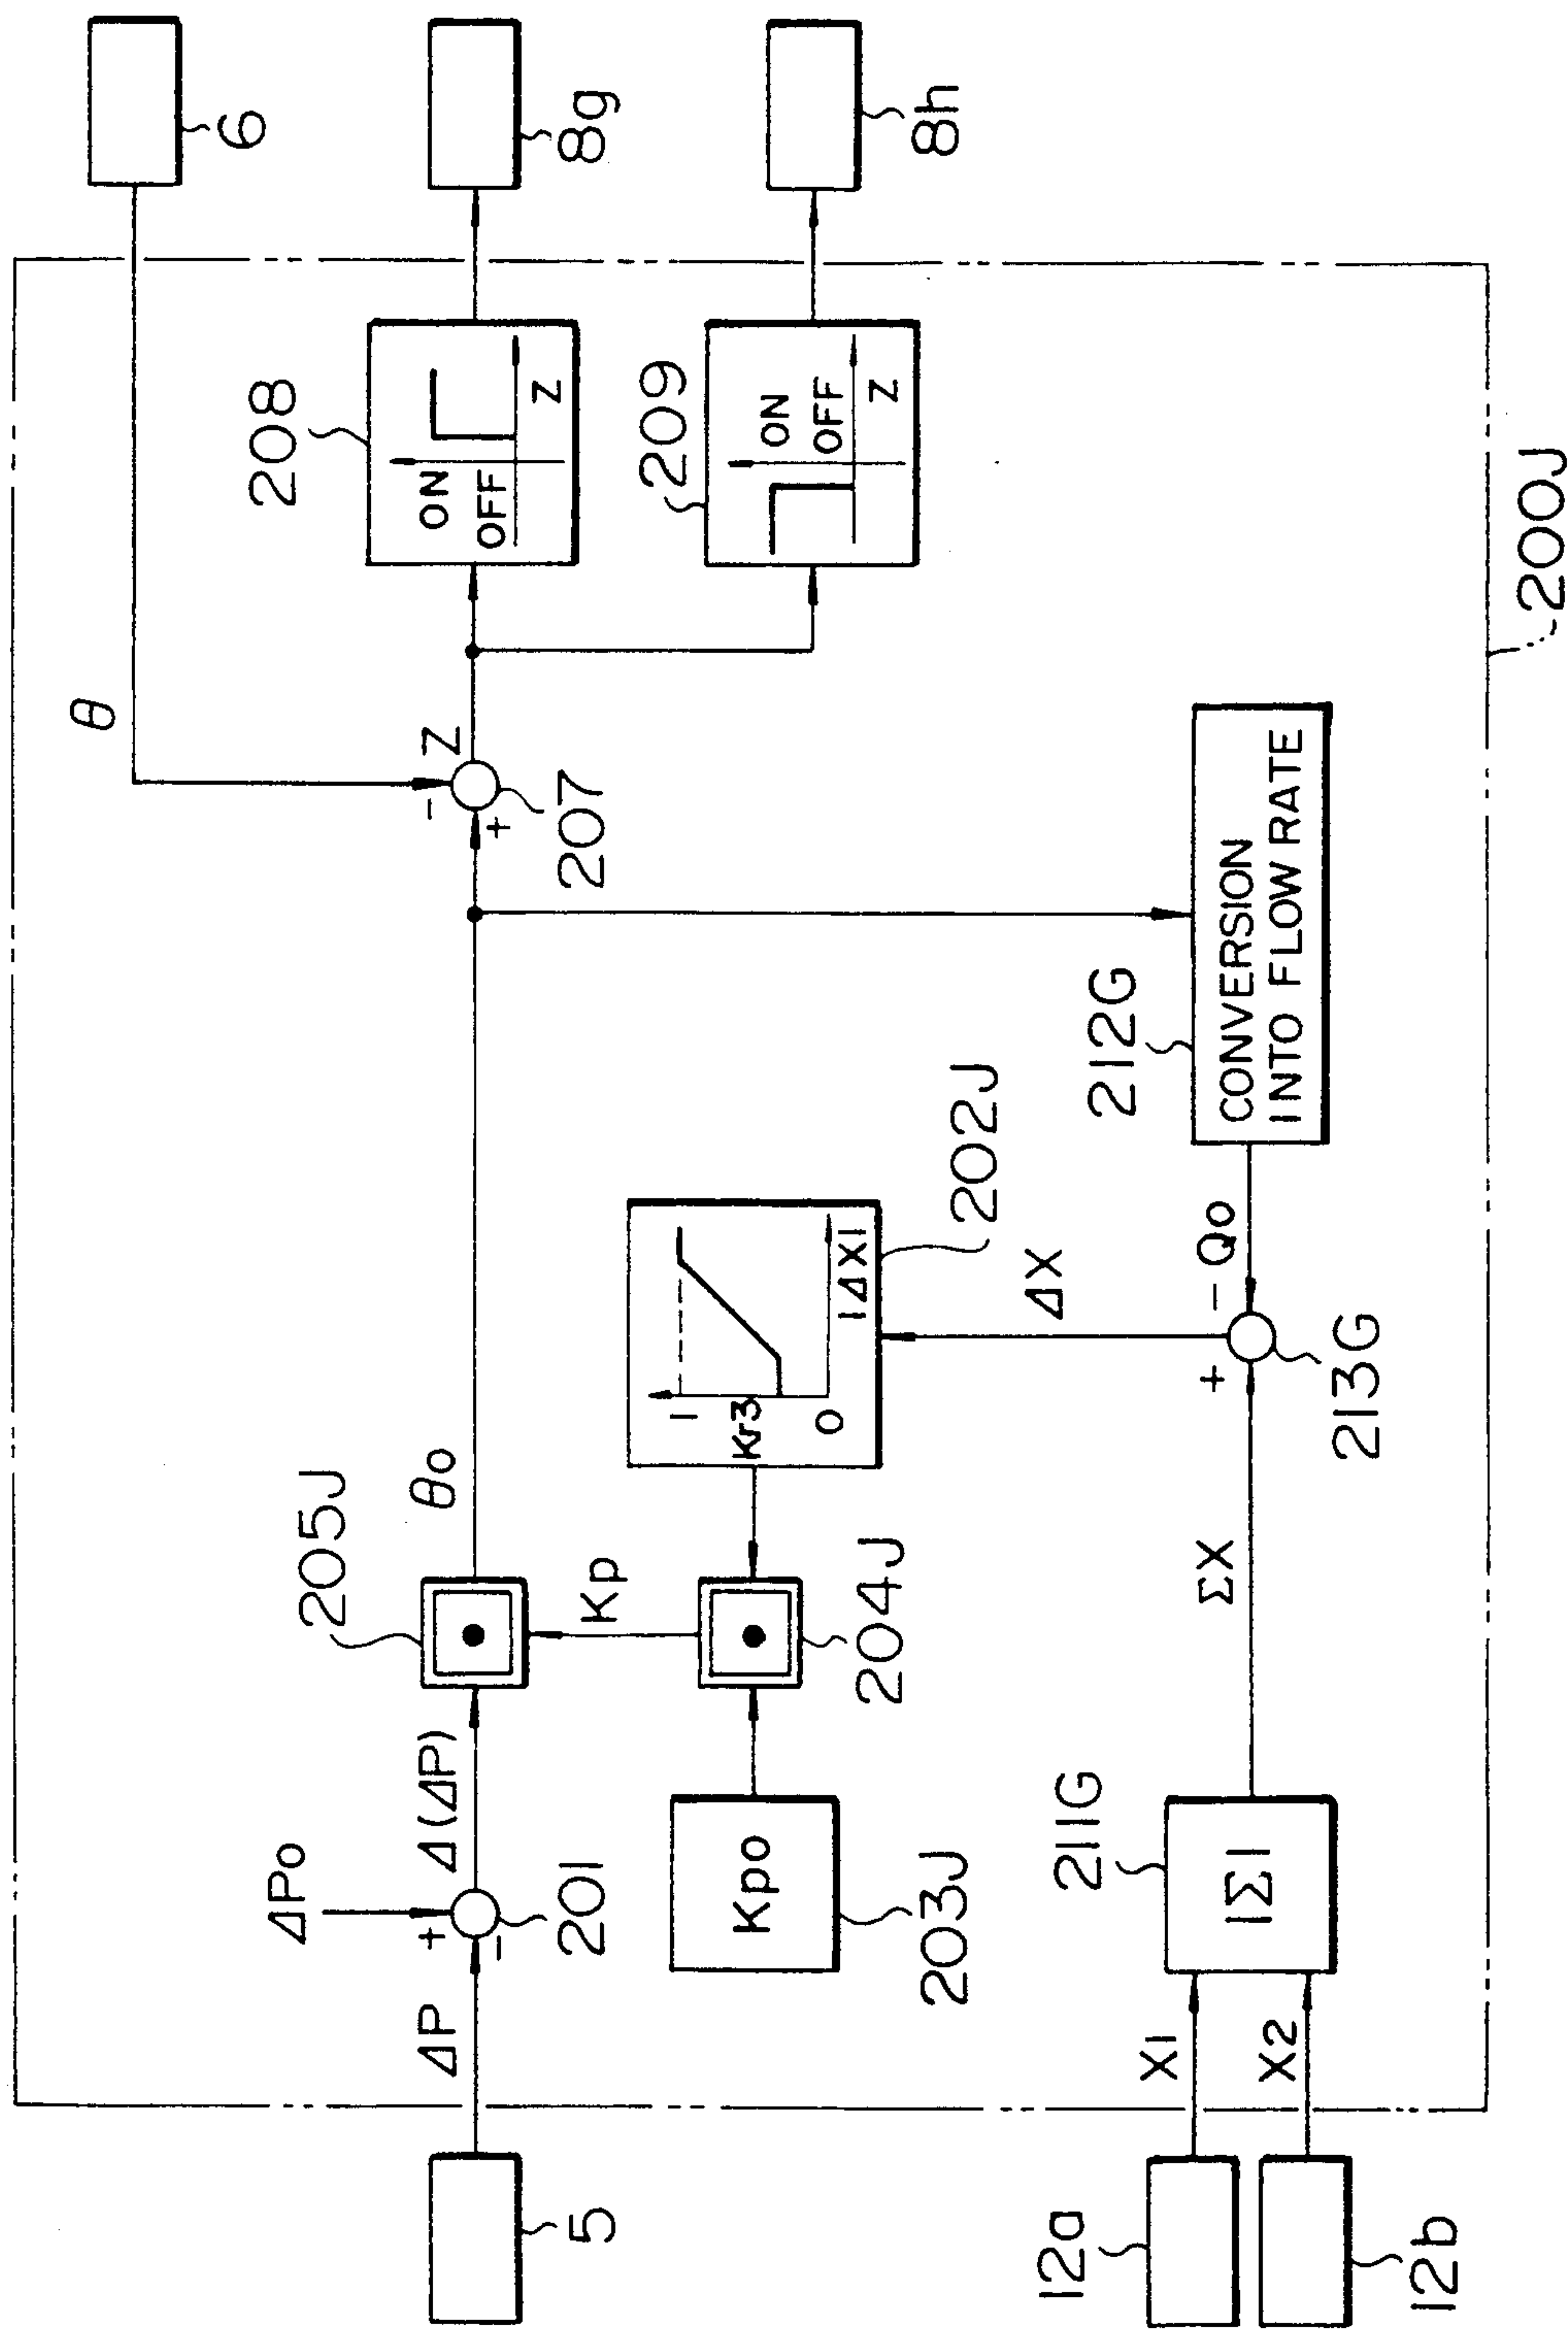 ΔPo
205J
θo
θ
6
5
ΔP
+
−
201
Δ(ΔP)
Kp
+
−
207
Z
208
ON
OFF
Z
8g
Kpo
203J
204J
1
Kr3
0
|ΔX|
202J
209
ON
OFF
Z
8h
12a
12b
X1
X2
211G
|Σ|
ΣX
+
−
213G
ΔX
Qo
212G
CONVERSION
INTO FLOW RATE
200J